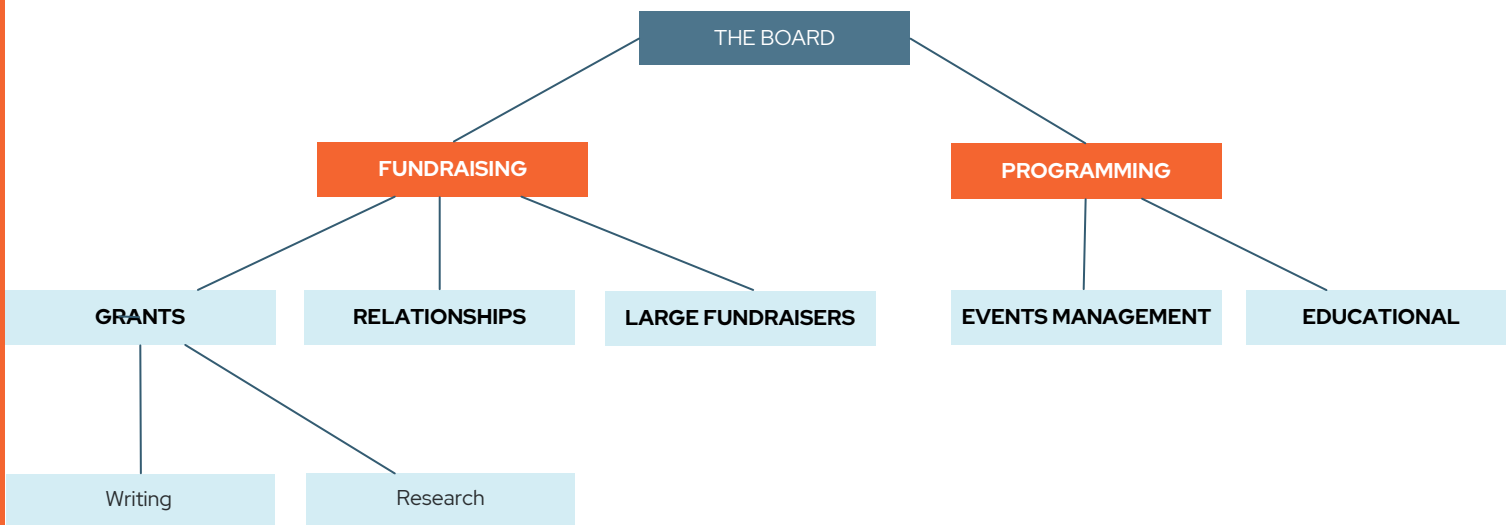 THE BOARD
FUNDRAISING
PROGRAMMING
GRANTS
RELATIONSHIPS
LARGE FUNDRAISERS
EVENTS MANAGEMENT
EDUCATIONAL
Writing
Research